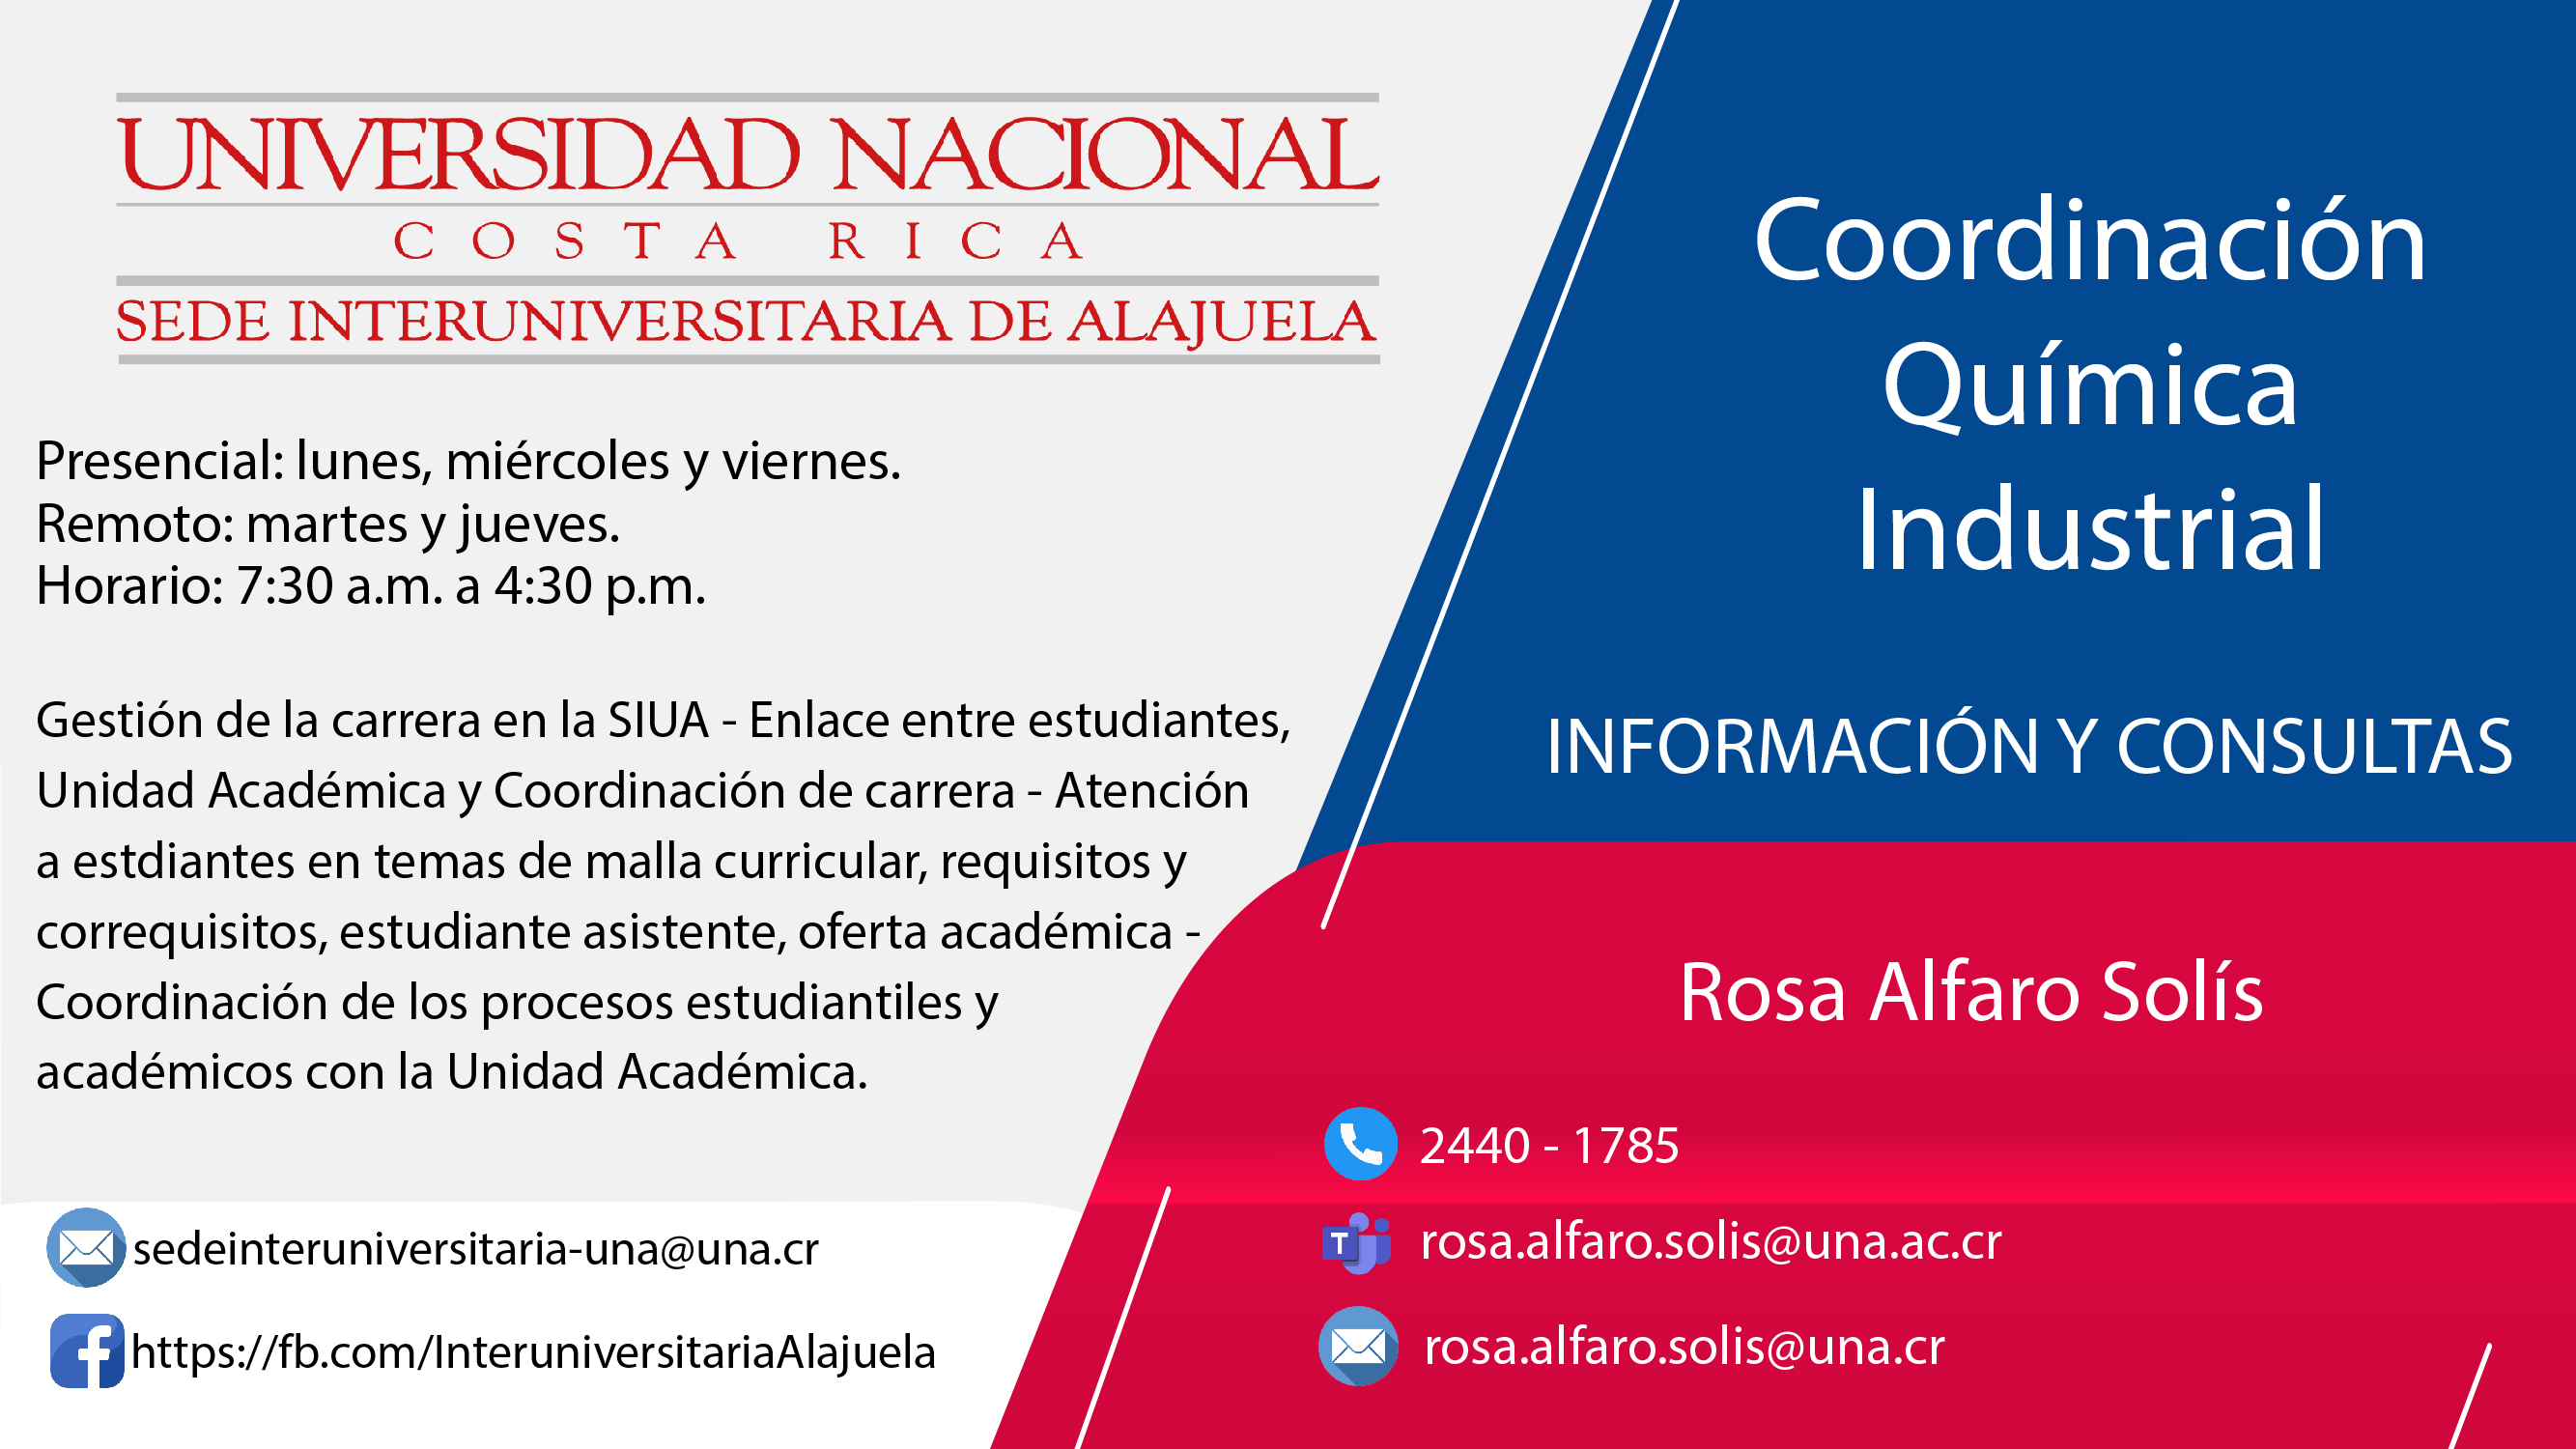 UNIVERSIDAD NACIONAL
COSTA RICA
SEDE INTERUNIVERSITARIA DE ALAJUELA
Presencial: lunes, miércoles y viernes.
Remoto: martes y jueves.
Horario: 7:30 a.m. a 4:30 p.m.
Gestión de la carrera en la SIUA - Enlace entre estudiantes,
Unidad Académica y Coordinación de carrera - Atención
a estdiantes en temas de malla curricular, requisitos y
correquisitos, estudiante asistente, oferta académica -
Coordinación de los procesos estudiantiles y
académicos con la Unidad Académica.
sedeinteruniversitaria-una@una.cr
https://fb.com/InteruniversitariaAlajuela
Coordinación
Química
Industrial
INFORMACIÓN Y CONSULTAS
Rosa Alfaro Solís
2440 - 1785
T
rosa.alfaro.solis@una.ac.cr
rosa.alfaro.solis@una.cr